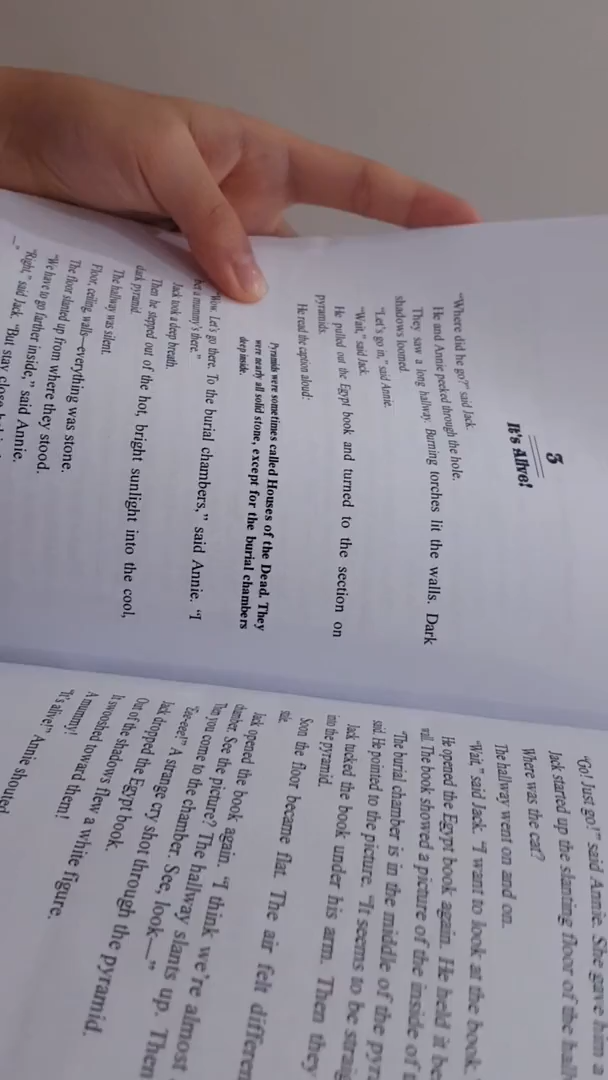 3
It's Alive!
"Where did he go?" said Jack.
He and Annie peeked through the hole.
They saw a long hallway. Burning torches lit the walls. Dark
shadows loomed.
"Let's go in," said Annie.
"Wait," said Jack.
He pulled out the Egypt book and turned to the section on
pyramids.
He read the caption aloud:
Pyramids were sometimes called Houses of the Dead. They
were nearly all solid stone, except for the burial chambers
deep inside.
"Wow. Let's go there. To the burial chambers," said Annie. "I
bet a mummy's there."
Jack took a deep breath.
Then he stepped out of the hot, bright sunlight into the cool,
dark pyramid.
The hallway was silent.
Floor, ceiling, walls—everything was stone.
The floor slanted up from where they stood.
"We have to go farther inside," said Annie.
"Right," said Jack. "But stay close
—"
"Go! Just go!" said Annie. She gave him a
Jack started up the slanting floor of the hall
Where was the cat?
The hallway went on and on.
"Wait," said Jack. "I want to look at the book.
He opened the Egypt book again. He held it be
wall. The book showed a picture of the inside of t
"The burial chamber is in the middle of the pyr
said. He pointed to the picture. "It seems to be straig
Jack tucked the book under his arm. Then they
into the pyramid.
Soon the floor became flat. The air felt differen
stale.
Jack opened the book again. "I think we're almost
chamber. See the picture? The hallway slants up. Then
Then you come to the chamber. See, look—"
"Eee-eee!" A strange cry shot through the pyramid.
Jack dropped the Egypt book.
Out of the shadows flew a white figure.
It swooshed toward them!
A mummy!
"It's alive!" Annie shouted